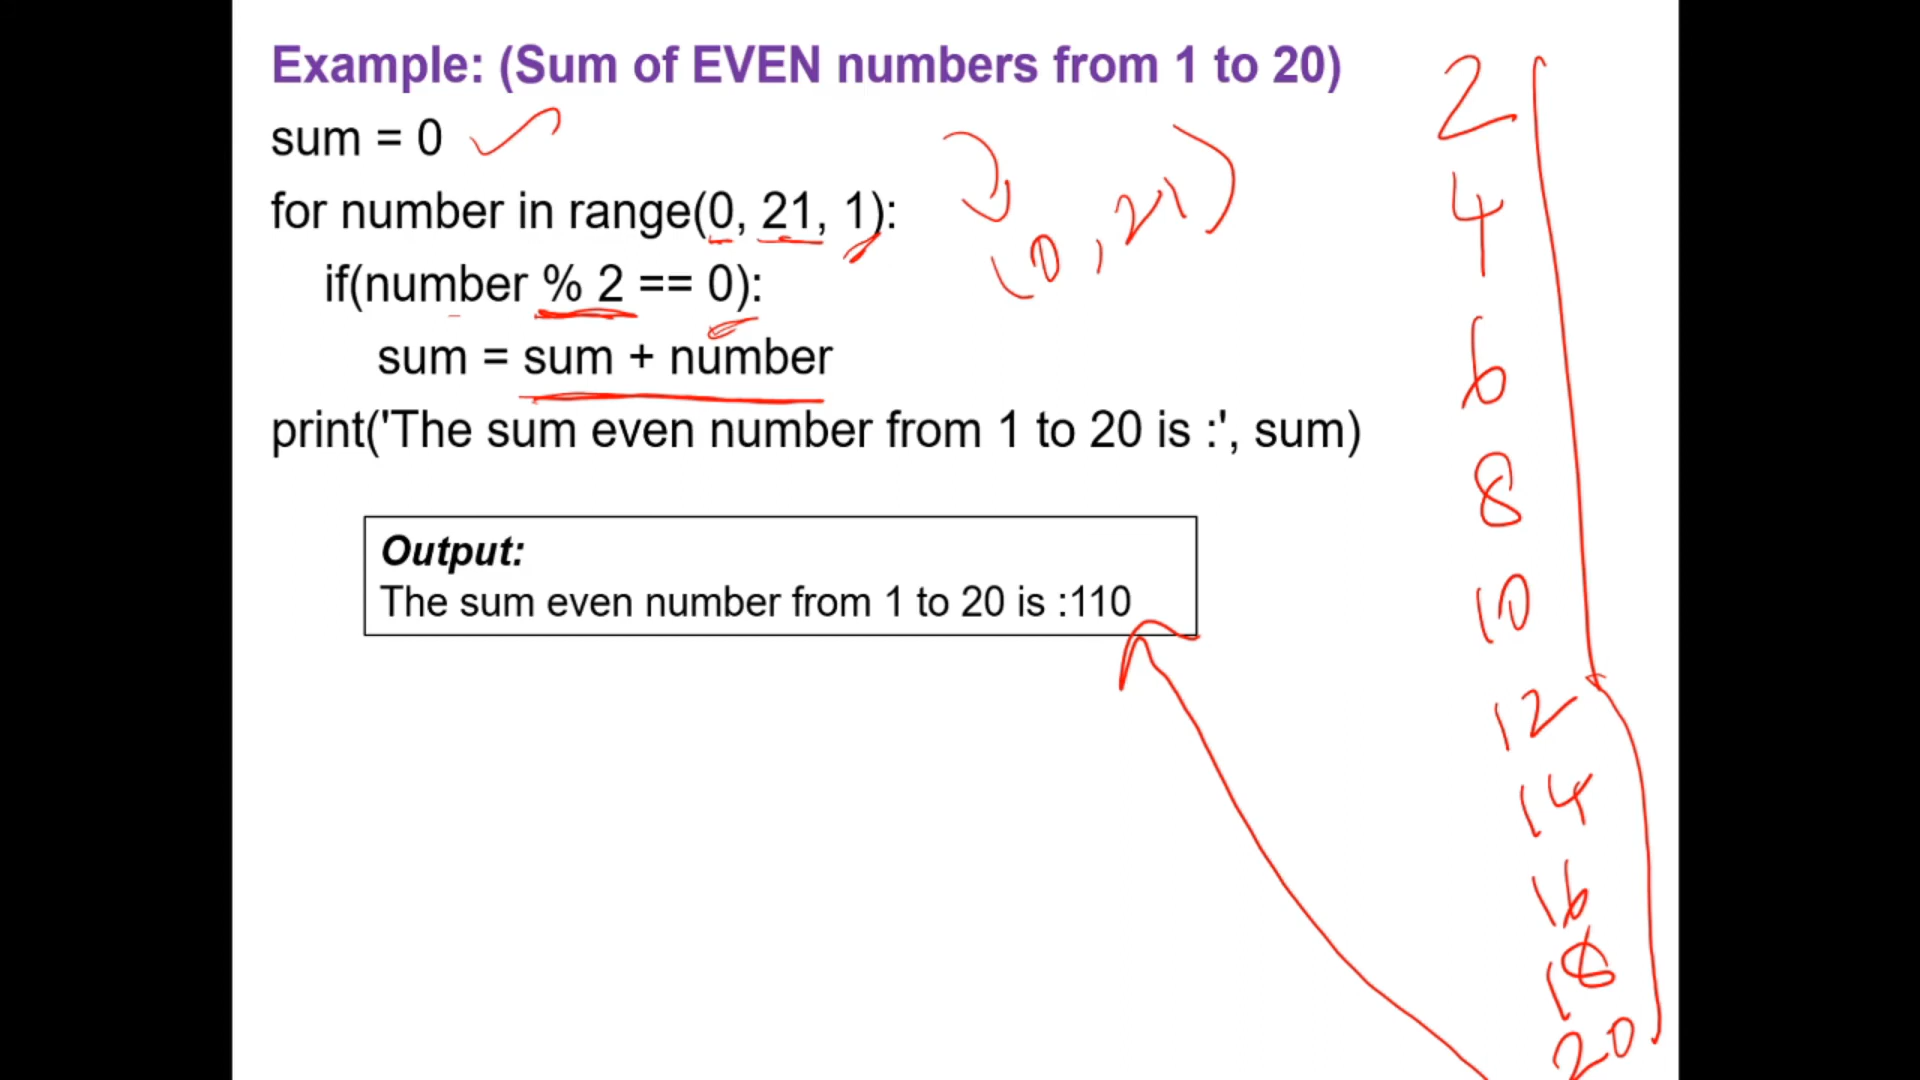 Example: (Sum of EVEN numbers from 1 to 20)
sum = 0
for number in range(0, 21, 1):
if(number % 2 == 0):
sum = sum + number
print('The sum even number from 1 to 20 is :', sum)
Output:
The sum even number from 1 to 20 is :110
(0, 21)
2
4
6
8
10
12
14
16
18
20